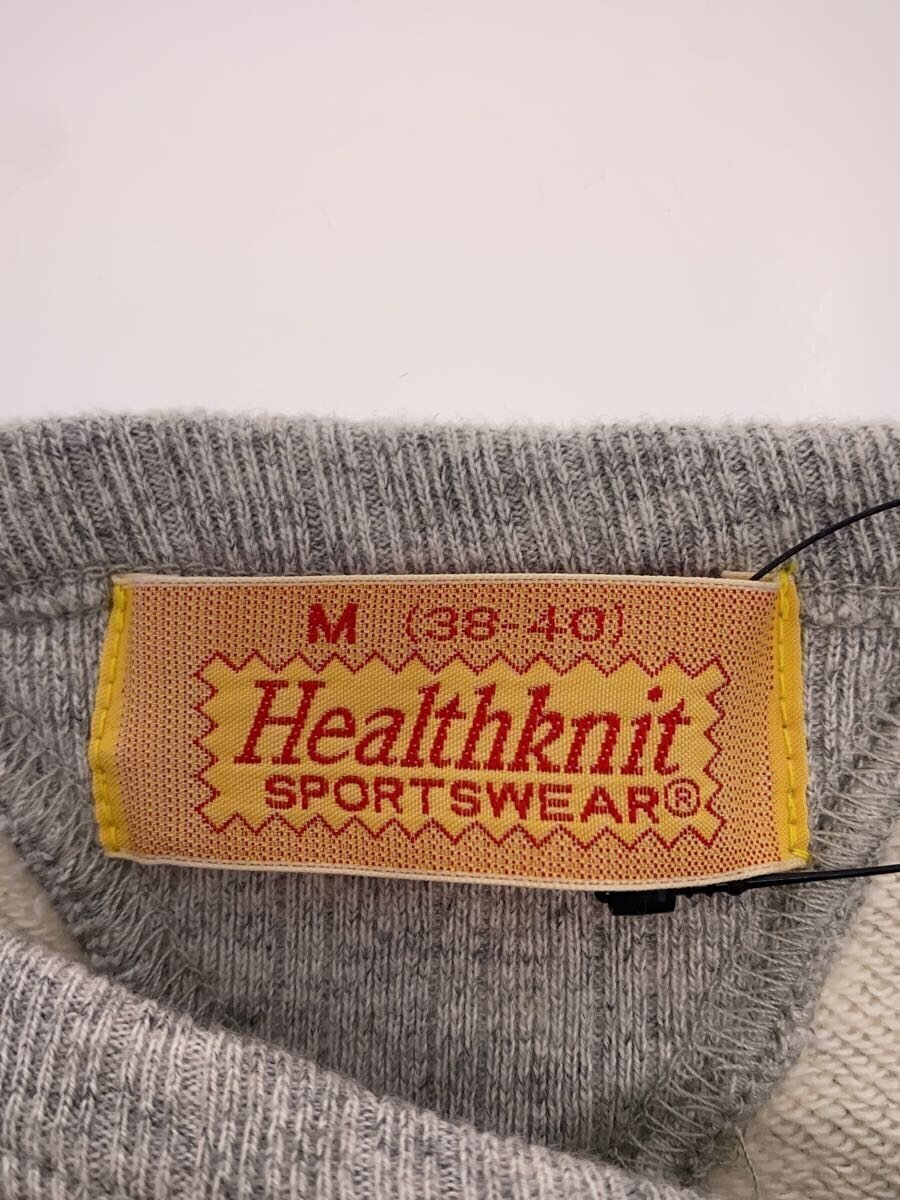 M (38-40)
Healthknit
SPORTSWEAR®